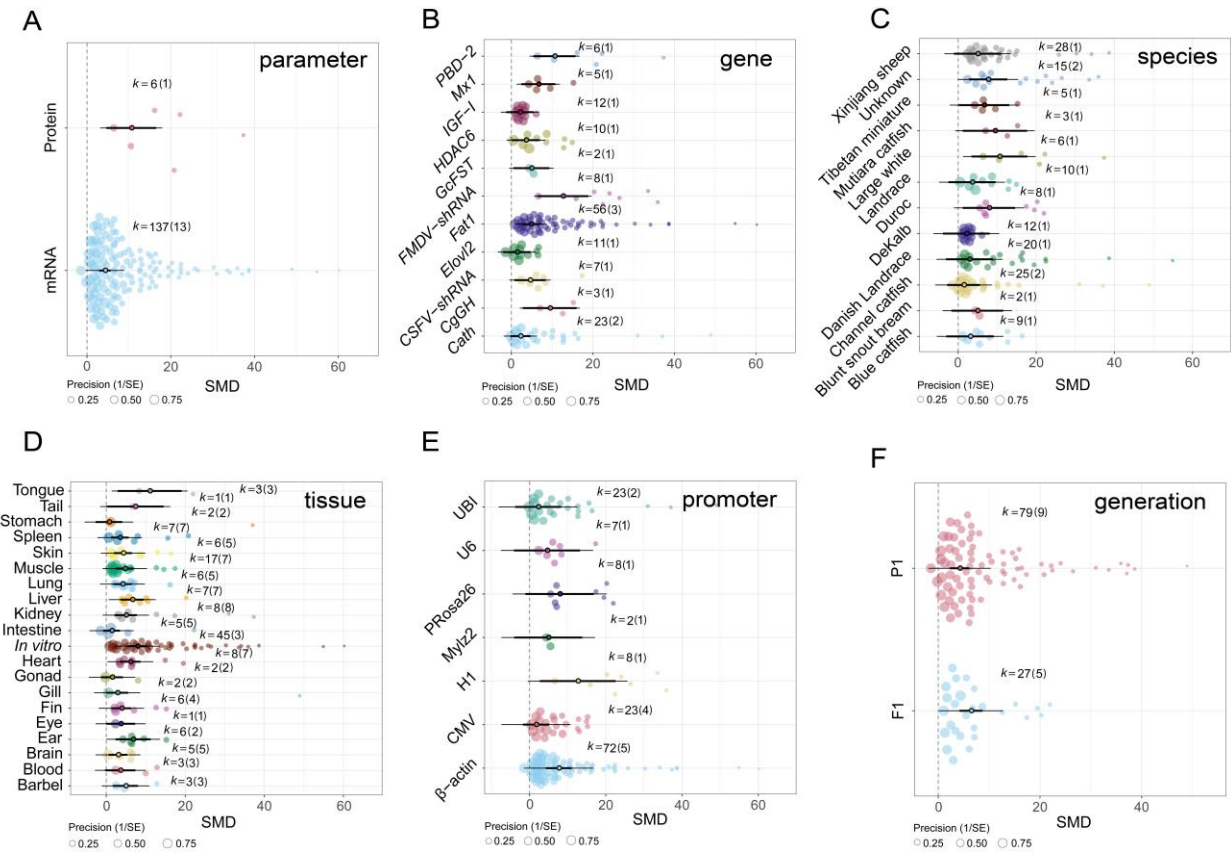 A
parameter
Protein
k=6(1)
mRNA
k=137(13)
0 20 40 60
SMD
Precision (1/SE)
0.25 0.50 0.75
B
gene
PBD-2
k=6(1)
Mx1
k=5(1)
IGF-I
k=12(1)
HDAC6
k=10(1)
GcFST
k=2(1)
FMDV-shRNA
k=8(1)
Fat1
k=56(3)
Elovl2
k=11(1)
CSFV-shRNA
k=7(1)
CgGH
k=3(1)
Cath
k=23(2)
0 20 40 60
SMD
Precision (1/SE)
0.25 0.50 0.75
C
species
Xinjiang sheep
k=28(1)
Unknown
k=15(2)
Tibetan miniature
k=5(1)
Mutiara catfish
k=3(1)
Large white
k=6(1)
Landrace
k=10(1)
Duroc
k=8(1)
DeKalb
k=12(1)
Danish Landrace
k=20(1)
Channel catfish
k=25(2)
Blunt snout bream
k=2(1)
Blue catfish
k=9(1)
0 20 40 60
SMD
Precision (1/SE)
0.25 0.50 0.75
D
tissue
Tongue
k=3(3)
Tail
k=1(1)
Stomach
k=2(2)
Spleen
k=7(7)
Skin
k=6(5)
Muscle
k=17(7)
Lung
k=6(5)
Liver
k=7(7)
Kidney
k=8(8)
Intestine
k=5(5)
In vitro
k=45(3)
Heart
k=8(7)
Gonad
k=2(2)
Gill
k=2(2)
Fin
k=6(4)
Eye
k=1(1)
Ear
k=6(2)
Brain
k=5(5)
Blood
k=3(3)
Barbel
k=3(3)
0 20 40 60
SMD
Precision (1/SE)
0.25 0.50 0.75
E
promoter
UBI
k=23(2)
U6
k=7(1)
PRosa26
k=8(1)
Mylz2
k=2(1)
H1
k=8(1)
CMV
k=23(4)
β-actin
k=72(5)
0 20 40 60
SMD
Precision (1/SE)
0.25 0.50 0.75
F
generation
P1
k=79(9)
F1
k=27(5)
0 20 40
SMD
Precision (1/SE)
0.25 0.50 0.75